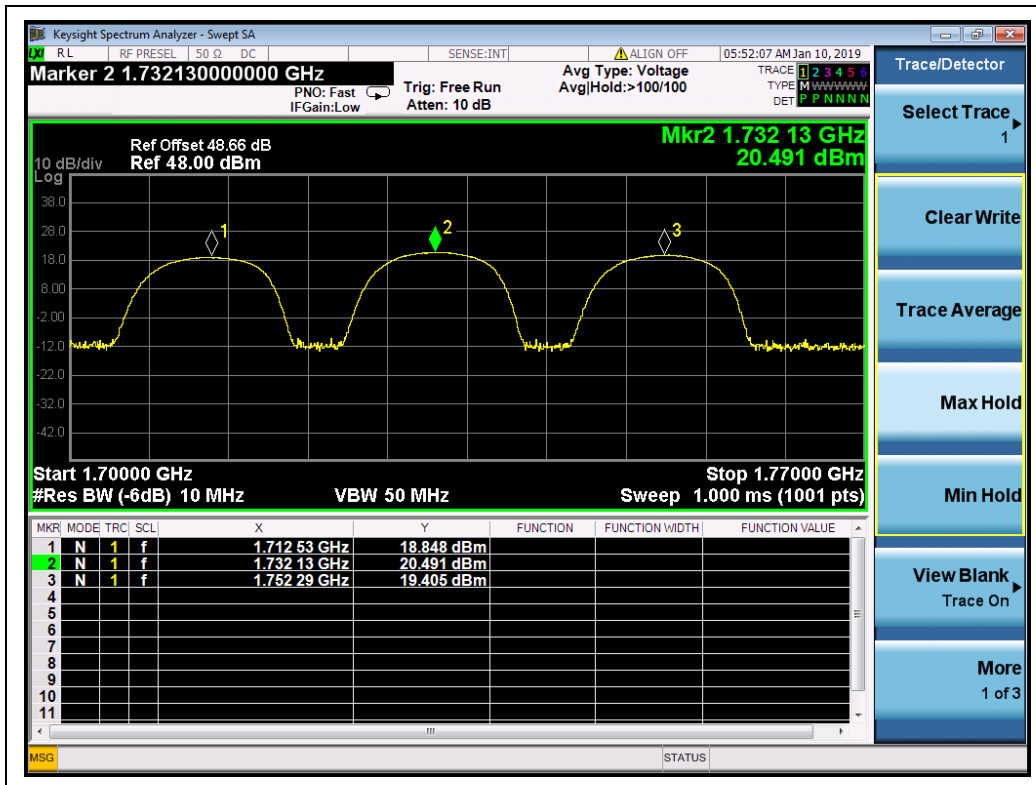 Keysight Spectrum Analyzer - Swept SA
LXI RL RF PRESEL 50 Ω DC SENSE:INT ALIGN OFF 05:52:07 AM Jan 10, 2019
Marker 2 1.732130000000 GHz
PNO: Fast
IFGain:Low
Trig: Free Run
Atten: 10 dB
Avg Type: Voltage
Avg|Hold:>100/100
TRACE 1 2 3 4 5 6
TYPE M W W W W W
DET P P N N N N
Ref Offset 48.66 dB
10 dB/div Ref 48.00 dBm
Log
Mkr2 1.732 13 GHz
20.491 dBm
38.0
28.0
18.0
8.00
-2.00
-12.0
-22.0
-32.0
-42.0
1
2
3
Start 1.70000 GHz Stop 1.77000 GHz
#Res BW (-6dB) 10 MHz VBW 50 MHz Sweep 1.000 ms (1001 pts)
MKR MODE TRC SCL X Y FUNCTION FUNCTION WIDTH FUNCTION VALUE
1 N 1 f 1.712 53 GHz 18.848 dBm
2 N 1 f 1.732 13 GHz 20.491 dBm
3 N 1 f 1.752 29 GHz 19.405 dBm
4
5
6
7
8
9
10
11
MSG STATUS
Trace/Detector
Select Trace
1
Clear Write
Trace Average
Max Hold
Min Hold
View Blank
Trace On
More
1 of 3